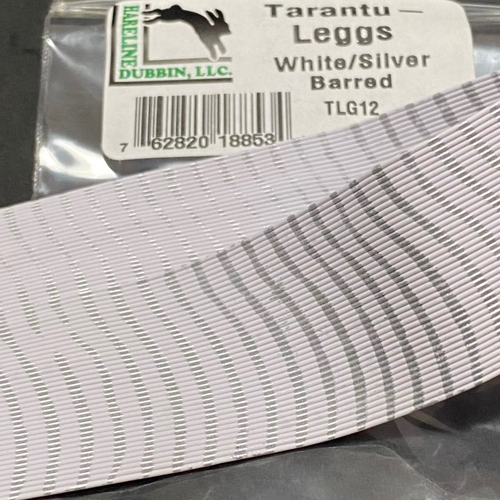 HARELINE
DUBBIN, LLC.
Tarantu—
Leggs
White/Silver
Barred
TLG12
7 62820 18853